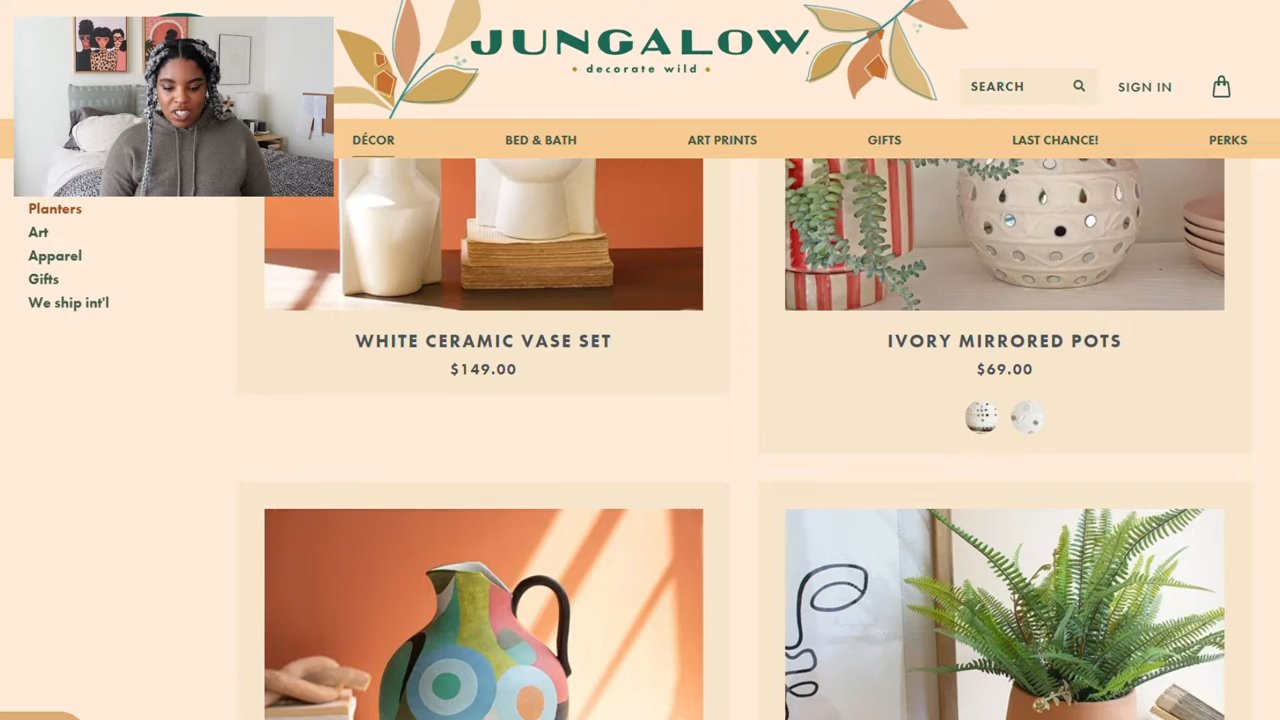 JUNGALOW
• decorate wild •
SEARCH
SIGN IN
DÉCOR
BED & BATH
ART PRINTS
GIFTS
LAST CHANCE!
PERKS
Planters
Art
Apparel
Gifts
We ship int'l
WHITE CERAMIC VASE SET
$149.00
IVORY MIRRORED POTS
$69.00